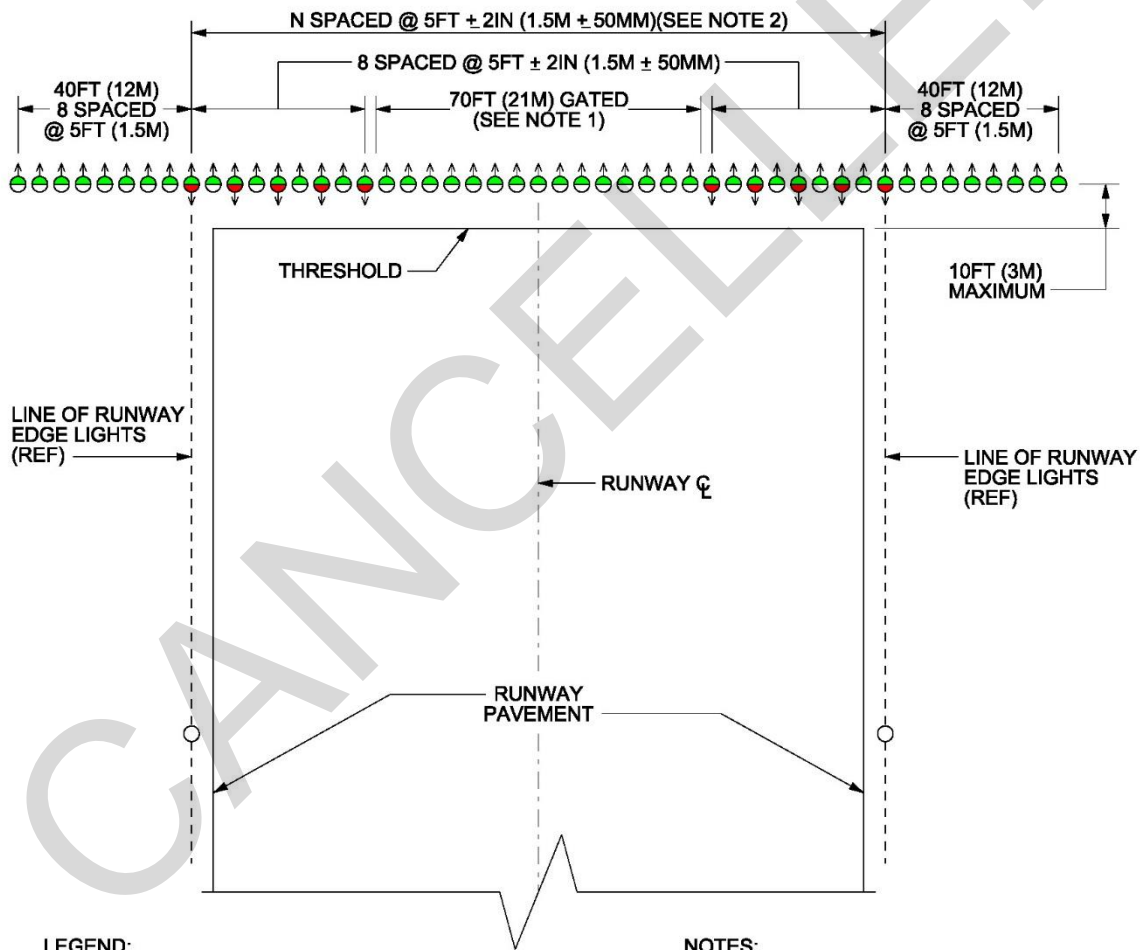 N SPACED @ 5FT ± 2IN (1.5M ± 50MM)(SEE NOTE 2)
8 SPACED @ 5FT ± 2IN (1.5M ± 50MM)
40FT (12M)
8 SPACED
@ 5FT (1.5M)
70FT (21M) GATED
(SEE NOTE 1)
40FT (12M)
8 SPACED
@ 5FT (1.5M)
THRESHOLD
10FT (3M)
MAXIMUM
LINE OF RUNWAY
EDGE LIGHTS
(REF)
RUNWAY ℄
LINE OF RUNWAY
EDGE LIGHTS
(REF)
RUNWAY
PAVEMENT
LEGEND:
NOTES:
CANCELLE